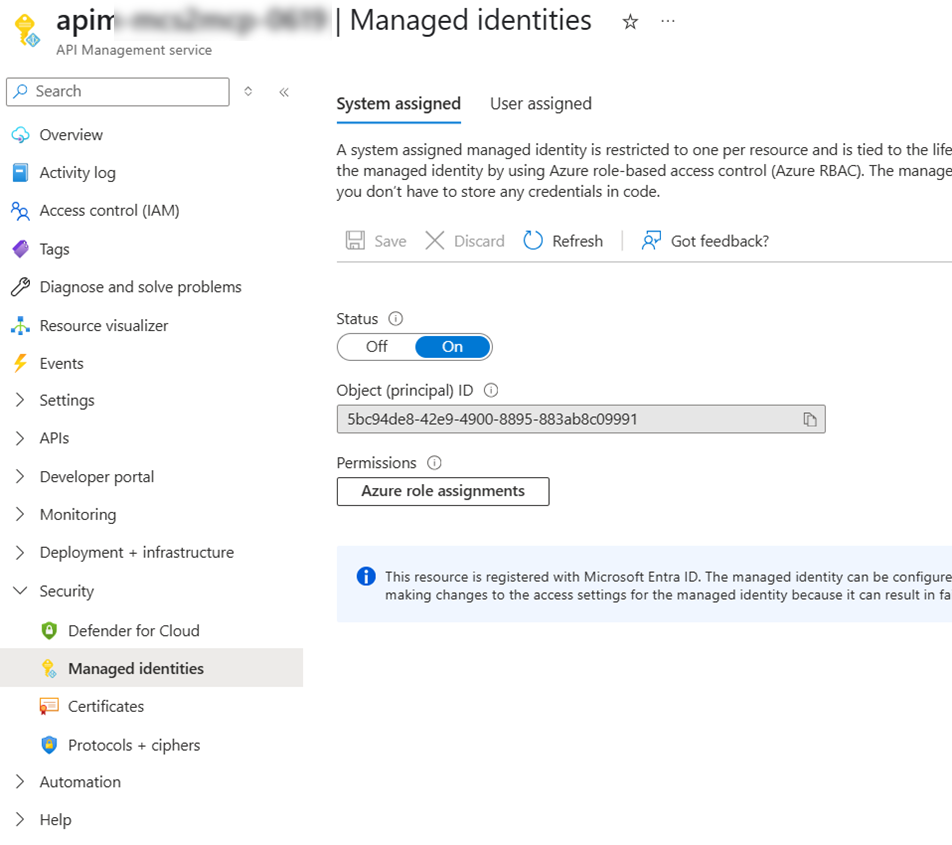 apim | Managed identities
API Management service
Search
Overview
Activity log
Access control (IAM)
Tags
Diagnose and solve problems
Resource visualizer
Events
Settings
APIs
Developer portal
Monitoring
Deployment + infrastructure
Security
Defender for Cloud
Managed identities
Certificates
Protocols + ciphers
Automation
Help
System assigned User assigned
A system assigned managed identity is restricted to one per resource and is tied to the life
the managed identity by using Azure role-based access control (Azure RBAC). The manage
you don't have to store any credentials in code.
Save Discard Refresh Got feedback?
Status
Off On
Object (principal) ID
5bc94de8-42e9-4900-8895-883ab8c09991
Permissions
Azure role assignments
This resource is registered with Microsoft Entra ID. The managed identity can be configure
making changes to the access settings for the managed identity because it can result in fa